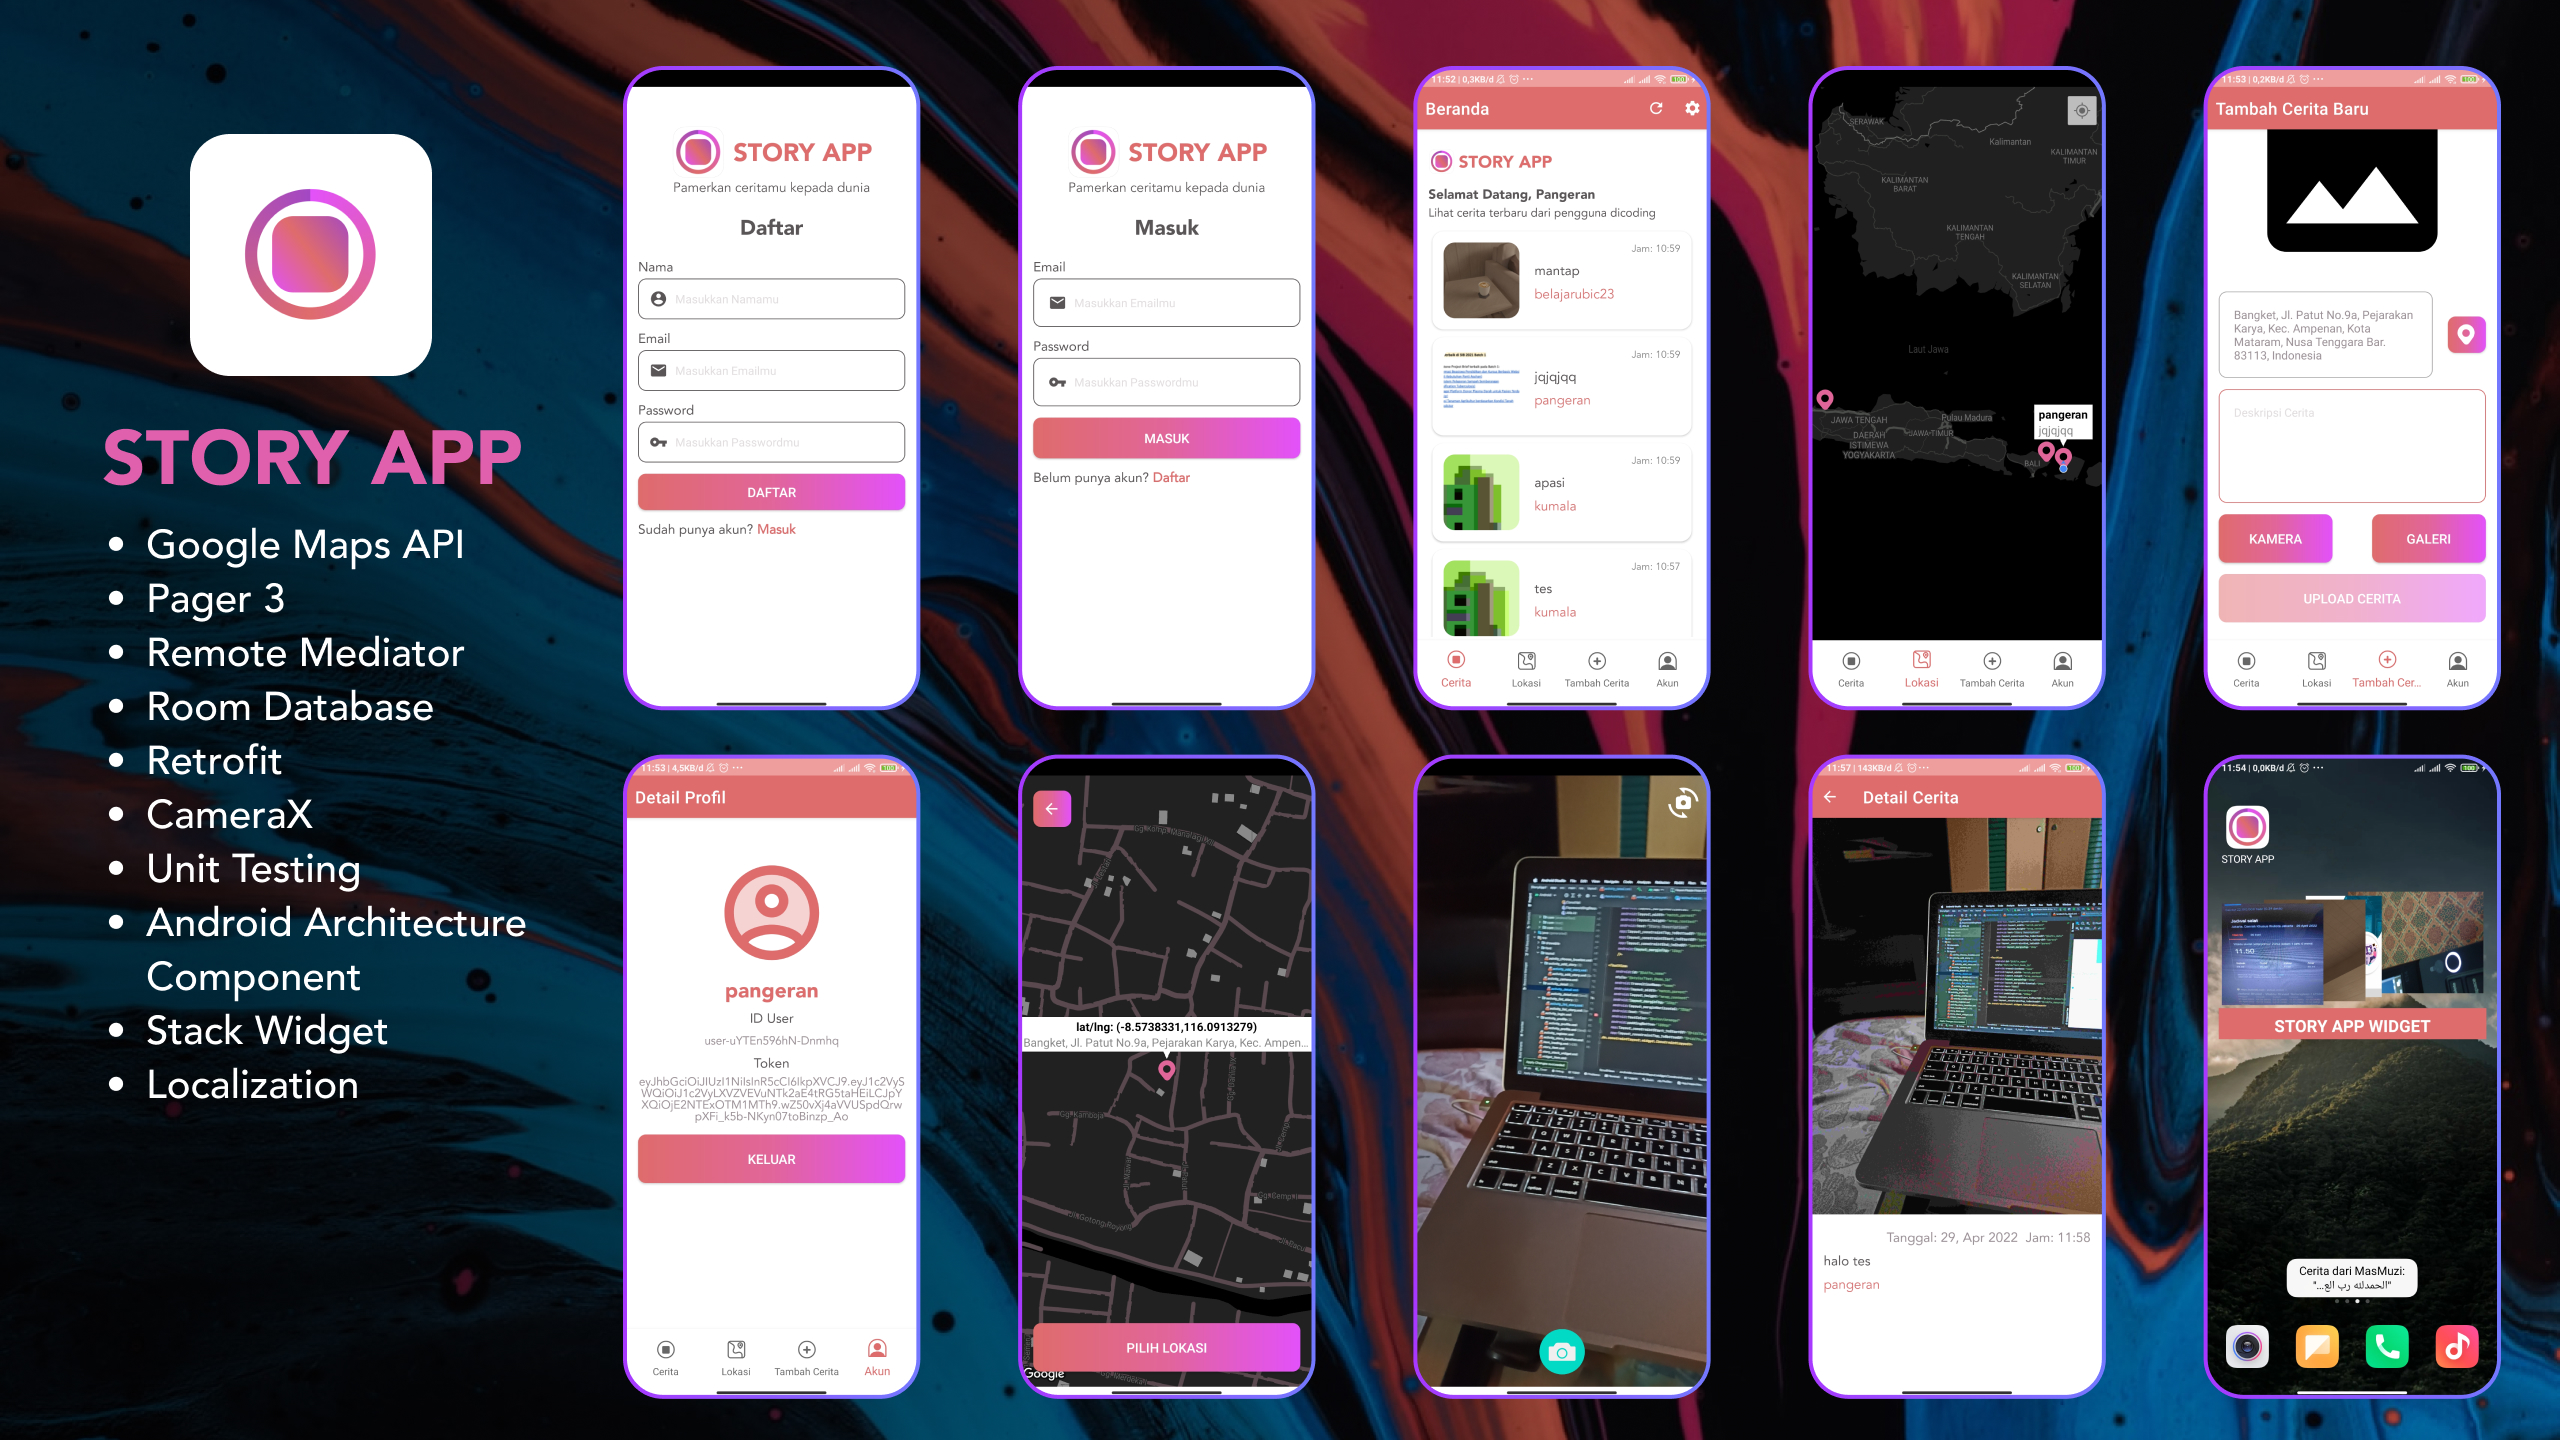 STORY APP
Google Maps API
Pager 3
Remote Mediator
Room Database
Retrofit
CameraX
Unit Testing
Android Architecture
Component
Stack Widget
Localization
STORY APP
Pamerkan ceritamu kepada dunia
Daftar
Nama
Masukkan Namamu
Email
Masukkan Emailmu
Password
Masukkan Passwordmu
DAFTAR
Sudah punya akun? Masuk
STORY APP
Pamerkan ceritamu kepada dunia
Masuk
Email
Masukkan Emailmu
Password
Masukkan Passwordmu
MASUK
Belum punya akun? Daftar
11:52 | 0,3KB/d
Beranda
STORY APP
Selamat Datang, Pangeran
Lihat cerita terbaru dari pengguna dicoding
Jam: 10:59
mantap
belajarubic23
Jam: 10:59
jqjqjqq
pangeran
Jam: 10:59
apasi
kumala
Jam: 10:57
tes
kumala
Cerita
Lokasi
Tambah Cerita
Akun
SERAWAK
Kalimantan
KALIMANTAN
TIMUR
KALIMANTAN
BARAT
KALIMANTAN
TENGAH
KALIMANTAN
SELATAN
Laut Jawa
pangeran
jqjqjqq
Pulau Madura
JAWA TENGAH
JAWA TIMUR
DAERAH
ISTIMEWA
YOGYAKARTA
BALI
Cerita
Lokasi
Tambah Cerita
Akun
11:53 | 0,2KB/d
Tambah Cerita Baru
Bangket, Jl. Patut No.9a, Pejarakan
Karya, Kec. Ampenan, Kota
Mataram, Nusa Tenggara Bar.
83113, Indonesia
Deskripsi Cerita
KAMERA
GALERI
UPLOAD CERITA
Cerita
Lokasi
Tambah Cer...
Akun
11:53 | 4,5KB/d
Detail Profil
pangeran
ID User
user-uYTEn596hN-Dnmhq
Token
KELUAR
Cerita
Lokasi
Tambah Cerita
Akun
lat/lng: (-8.5738331,116.0913279)
Bangket, Jl. Patut No.9a, Pejarakan Karya, Kec. Ampen...
PILIH LOKASI
Google
11:57 | 143KB/d
Detail Cerita
Tanggal: 29, Apr 2022 Jam: 11:58
halo tes
pangeran
11:54 | 0,0KB/d
STORY APP
STORY APP WIDGET
Cerita dari MasMuzi:
"الحمدلله رب الع..."